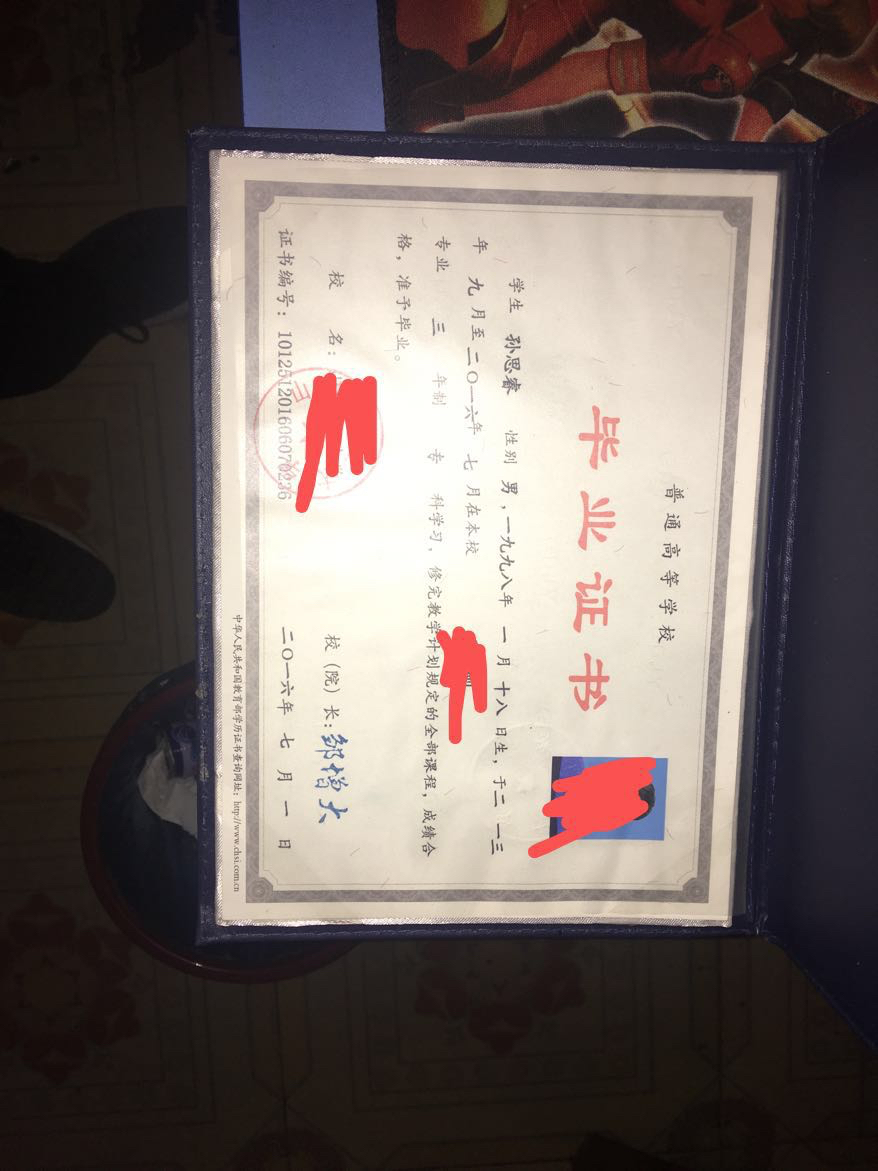 普通高等学校
毕业证书
学生 孙思睿 性别 男,一九九八年 一 月 十八 日生,于二 一三
年 九 月至 二〇一六年 七 月在本校
专业 三 年制 专 科学习,修完教学计划规定的全部课程,成绩合
格,准予毕业。
校 名: 校(院)长:邹增大
证书编号:101251201606070236 二〇一六年 七 月 一 日
中华人民共和国教育部学历证书查询网址:http://www.chsi.com.cn